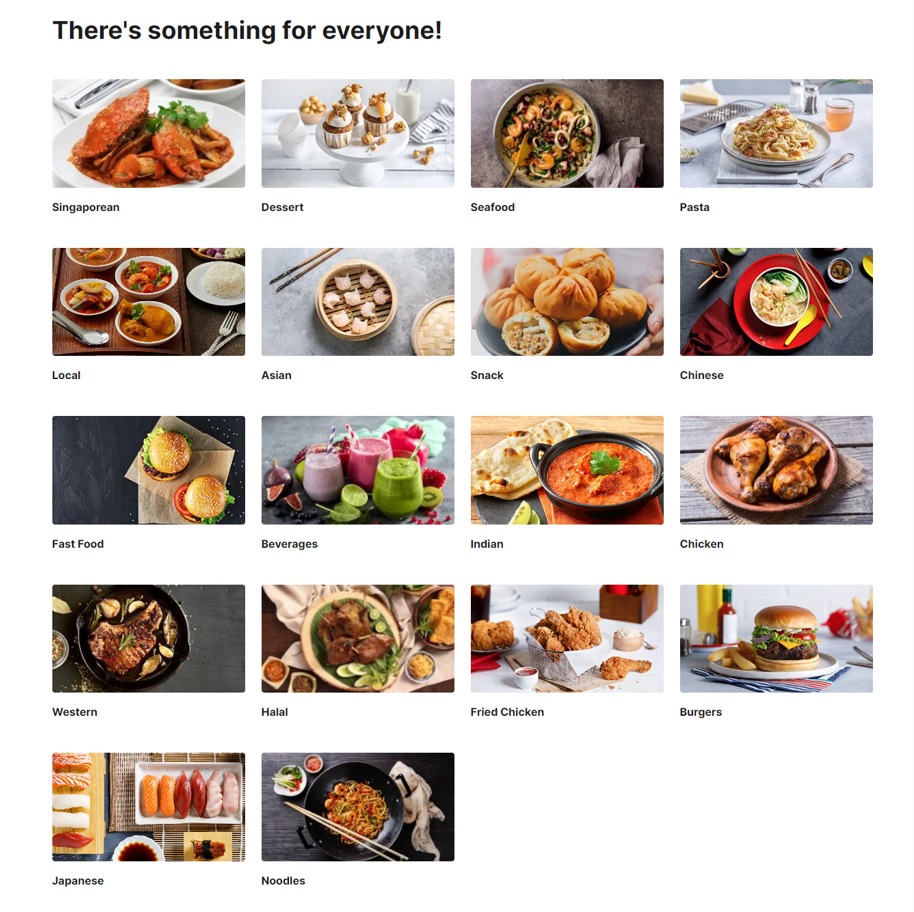 There's something for everyone!
Singaporean
Dessert
Seafood
Pasta
Local
Asian
Snack
Chinese
Fast Food
Beverages
Indian
Chicken
Western
Halal
Fried Chicken
Burgers
Japanese
Noodles